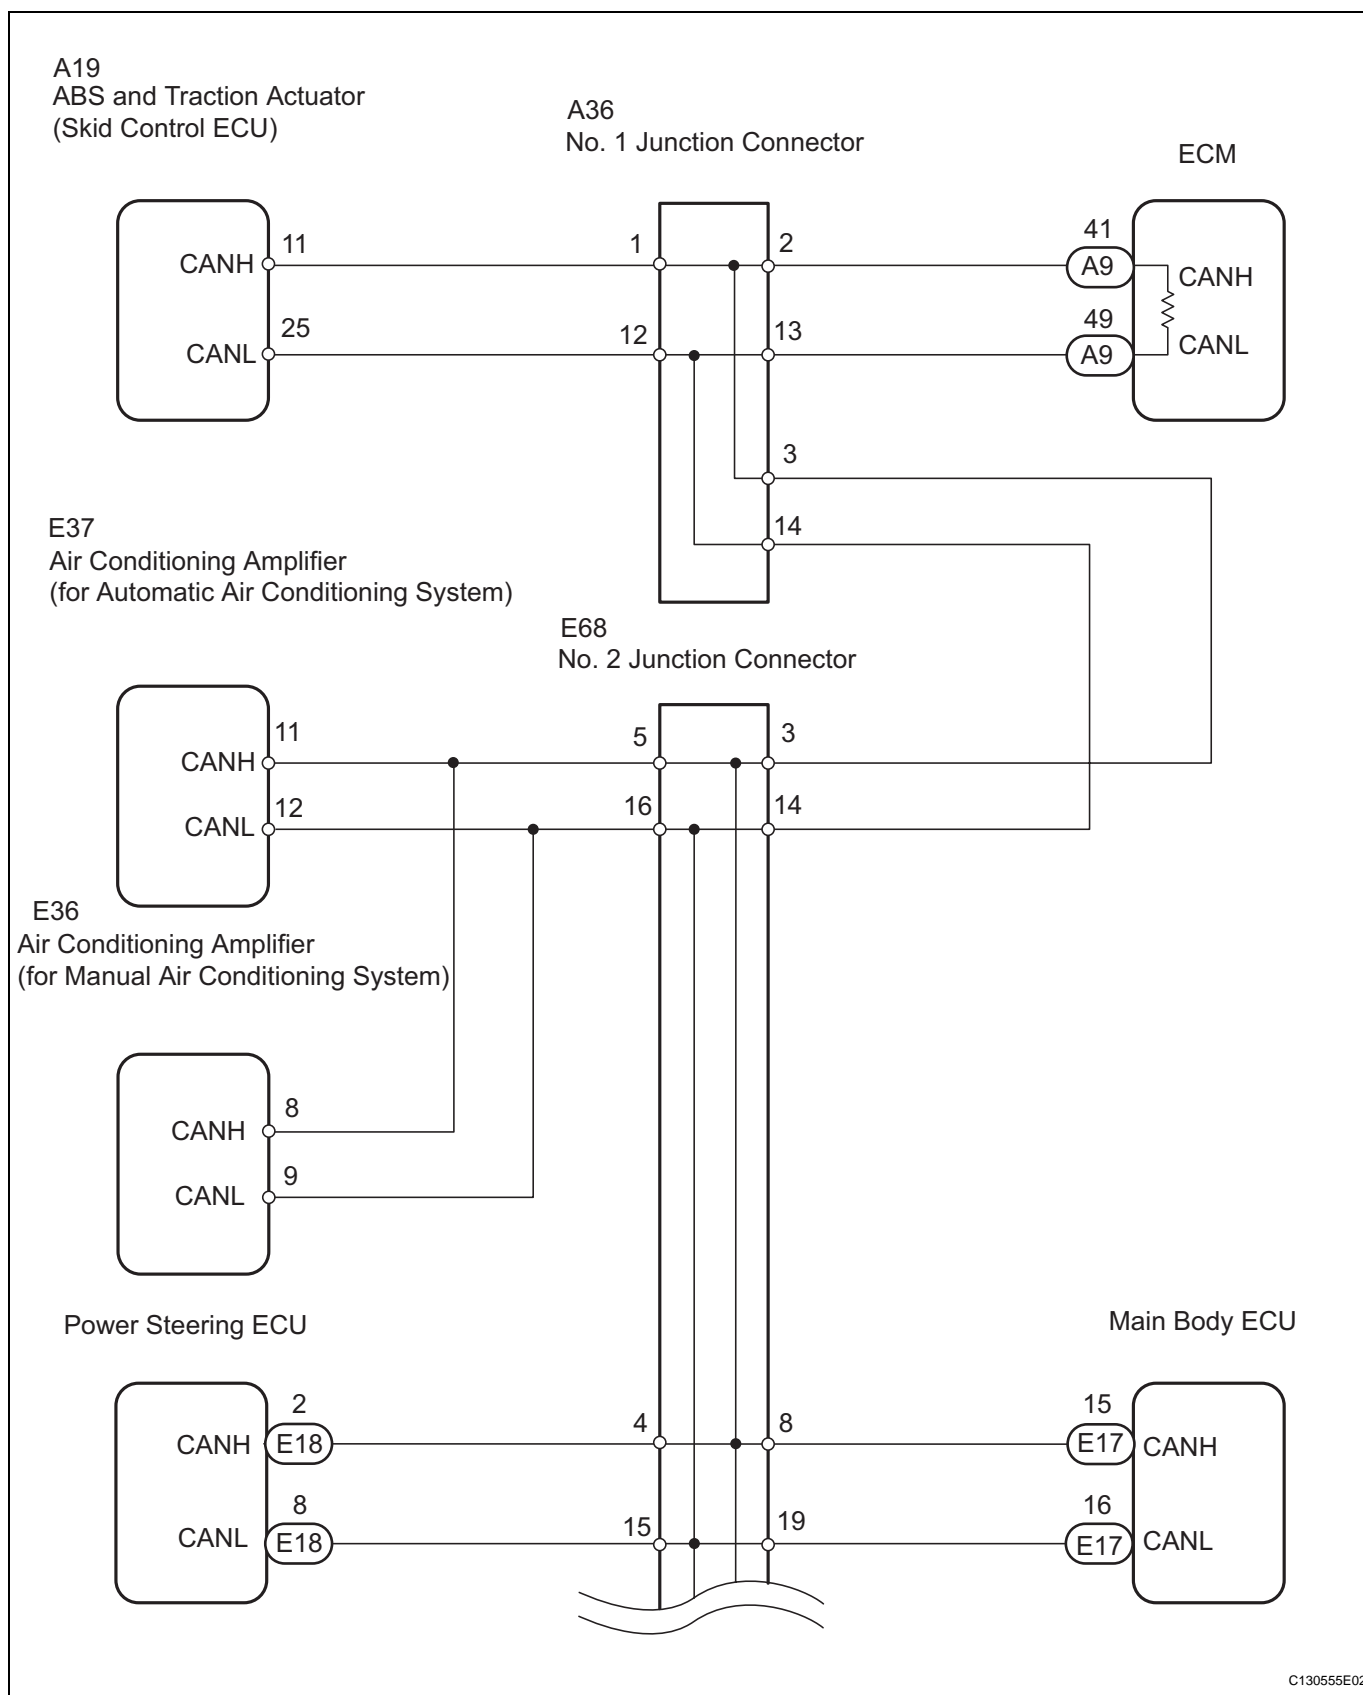 A19
ABS and Traction Actuator
(Skid Control ECU)
A36
No. 1 Junction Connector
ECM
CANH
11
1
2
41
A9
CANH
CANL
25
12
13
49
A9
CANL
3
14
E37
Air Conditioning Amplifier
(for Automatic Air Conditioning System)
E68
No. 2 Junction Connector
CANH
11
5
3
CANL
12
16
14
E36
Air Conditioning Amplifier
(for Manual Air Conditioning System)
CANH
8
CANL
9
Power Steering ECU
Main Body ECU
CANH
2
E18
4
8
15
E17
CANH
CANL
8
E18
15
19
16
E17
CANL
C130555E02